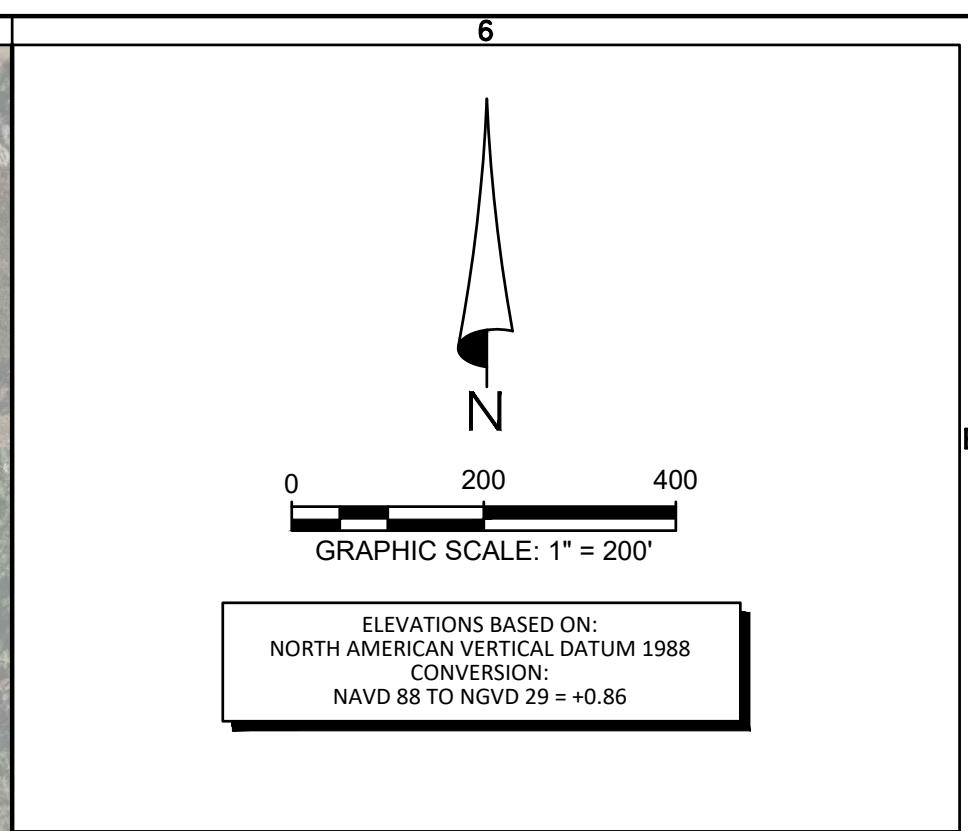 6
N
0 200 400
GRAPHIC SCALE: 1" = 200'
ELEVATIONS BASED ON:
NORTH AMERICAN VERTICAL DATUM 1988
CONVERSION:
NAVD 88 TO NGVD 29 = +0.86